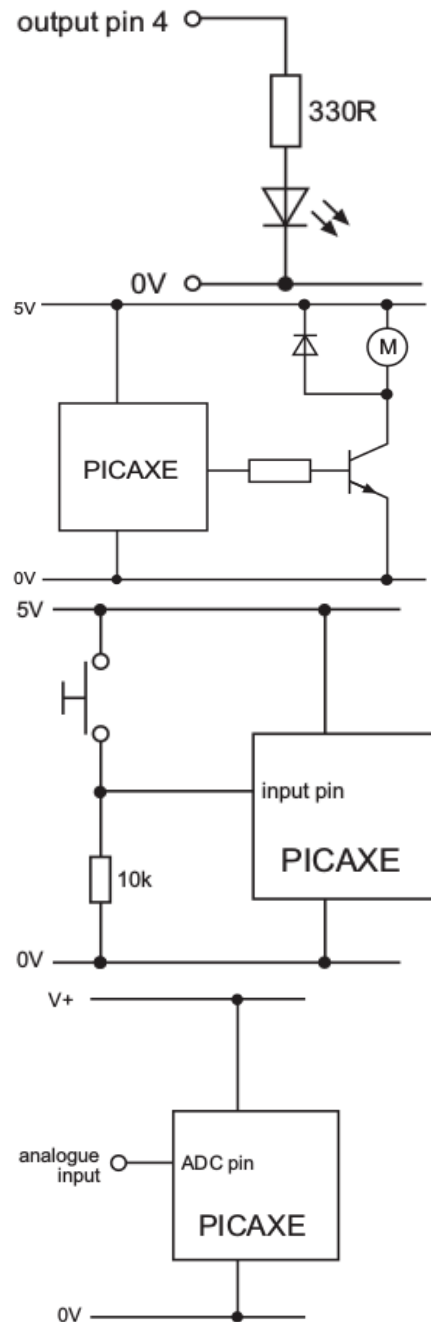 output pin 4
330R
0V
5V
M
PICAXE
0V
5V
input pin
PICAXE
10k
0V
V+
analogue
input
ADC pin
PICAXE
0V